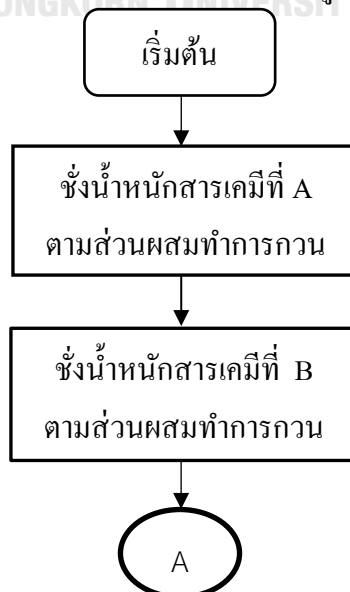 เริ่มต้น
ชั่งน้ำหนักสารเคมีที่ A
ตามส่วนผสมทำการกวน
ชั่งน้ำหนักสารเคมีที่ B
ตามส่วนผสมทำการกวน
A